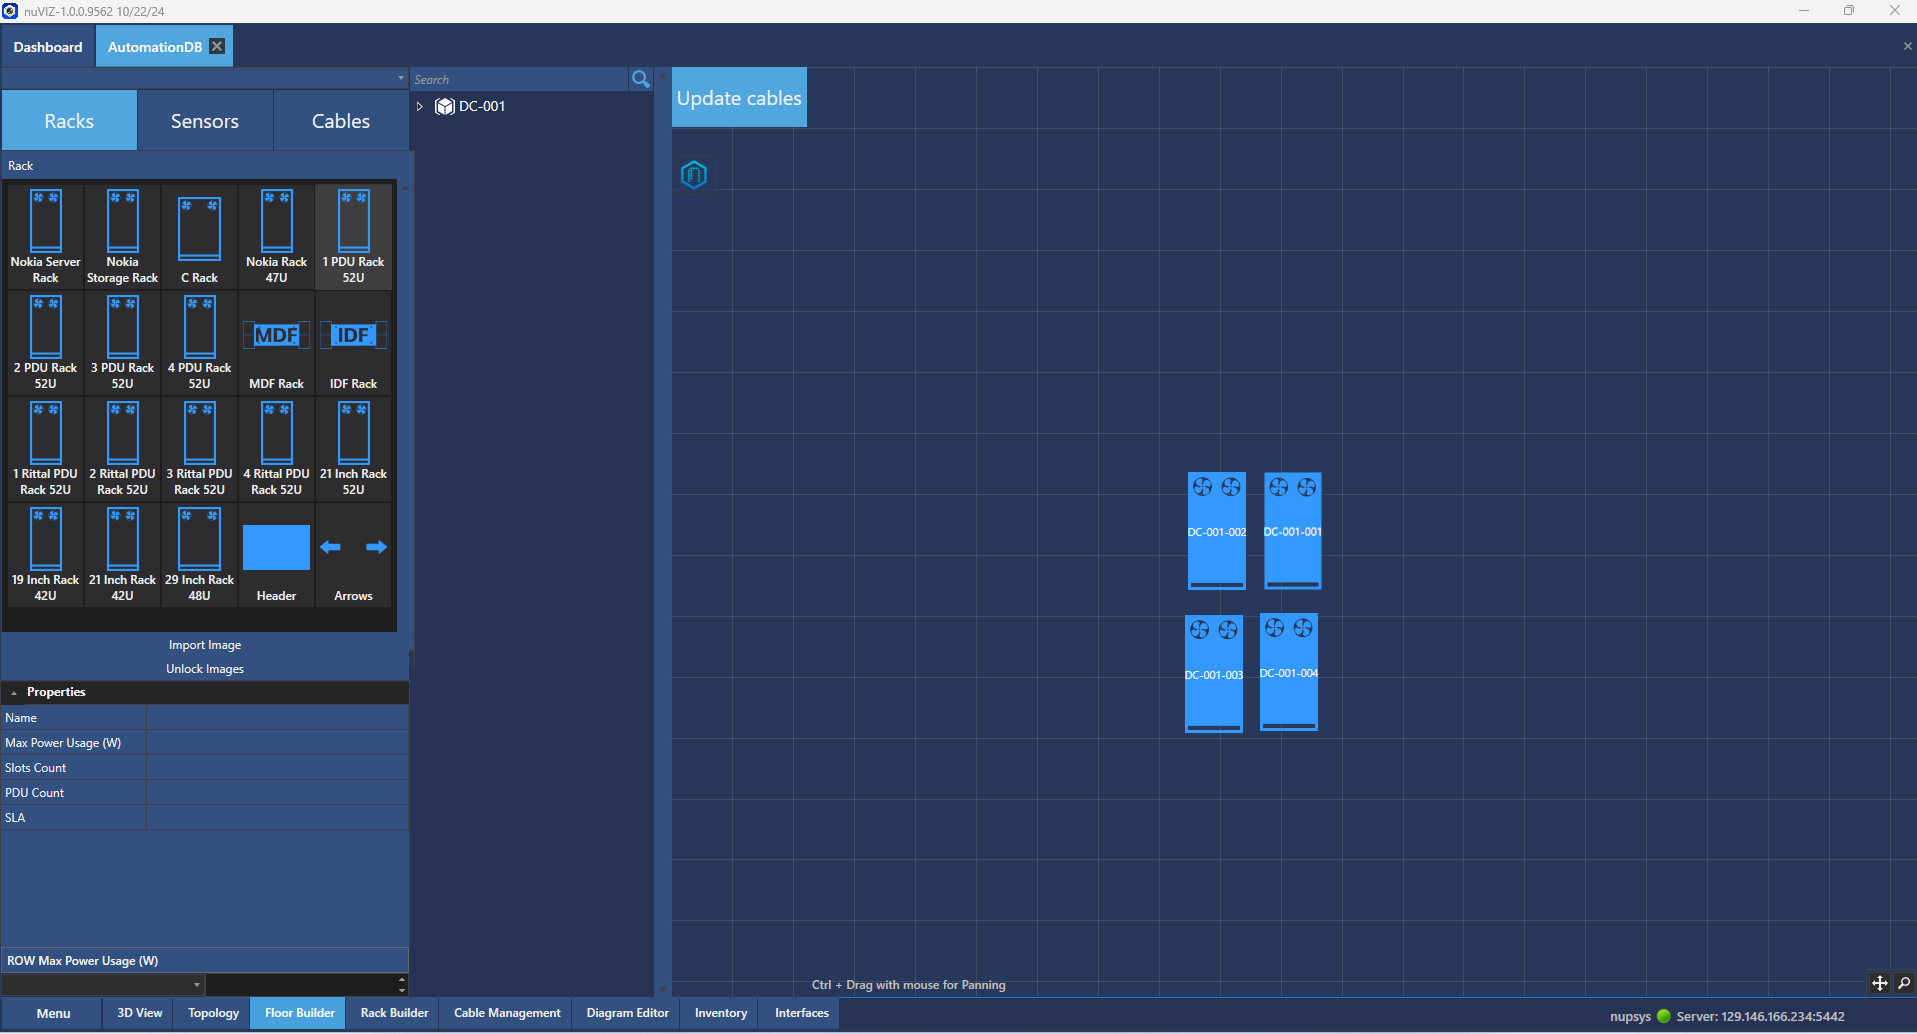 nuVIZ-1.0.0.9562 10/22/24
Dashboard
AutomationDB
Search
Racks
Sensors
Cables
DC-001
Update cables
Rack
Nokia Server
Rack
Nokia
Storage Rack
C Rack
Nokia Rack
47U
1 PDU Rack
52U
2 PDU Rack
52U
3 PDU Rack
52U
4 PDU Rack
52U
MDF
MDF Rack
IDF
IDF Rack
1 Rittal PDU
Rack 52U
2 Rittal PDU
Rack 52U
3 Rittal PDU
Rack 52U
4 Rittal PDU
Rack 52U
21 Inch Rack
52U
19 Inch Rack
42U
21 Inch Rack
42U
29 Inch Rack
48U
Header
Arrows
Import Image
Unlock Images
Properties
Name
Max Power Usage (W)
Slots Count
PDU Count
SLA
ROW Max Power Usage (W)
DC-001-002
DC-001-001
DC-001-003
DC-001-004
Ctrl + Drag with mouse for Panning
Menu
3D View
Topology
Floor Builder
Rack Builder
Cable Management
Diagram Editor
Inventory
Interfaces
nupsys
Server: 129.146.166.234:5442